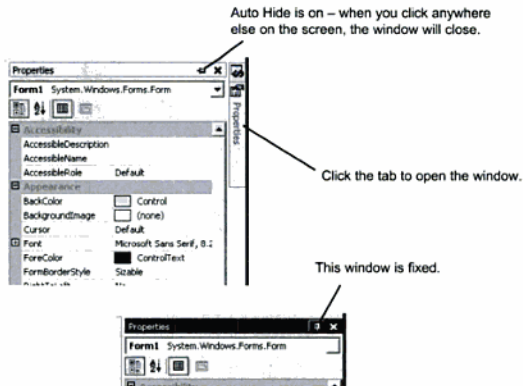 Auto Hide is on – when you click anywhere
else on the screen, the window will close.
Properties
Form1 System.Windows.Forms.Form
Properties
Accessibility
AccessibleDescription
AccessibleName
AccessibleRole Default
Click the tab to open the window.
Appearance
BackColor Control
BackgroundImage (none)
Cursor Default
Font Microsoft Sans Serif, 8.2
ForeColor ControlText
FormBorderStyle Sizable
This window is fixed.
Properties
Form1 System.Windows.Forms.Form